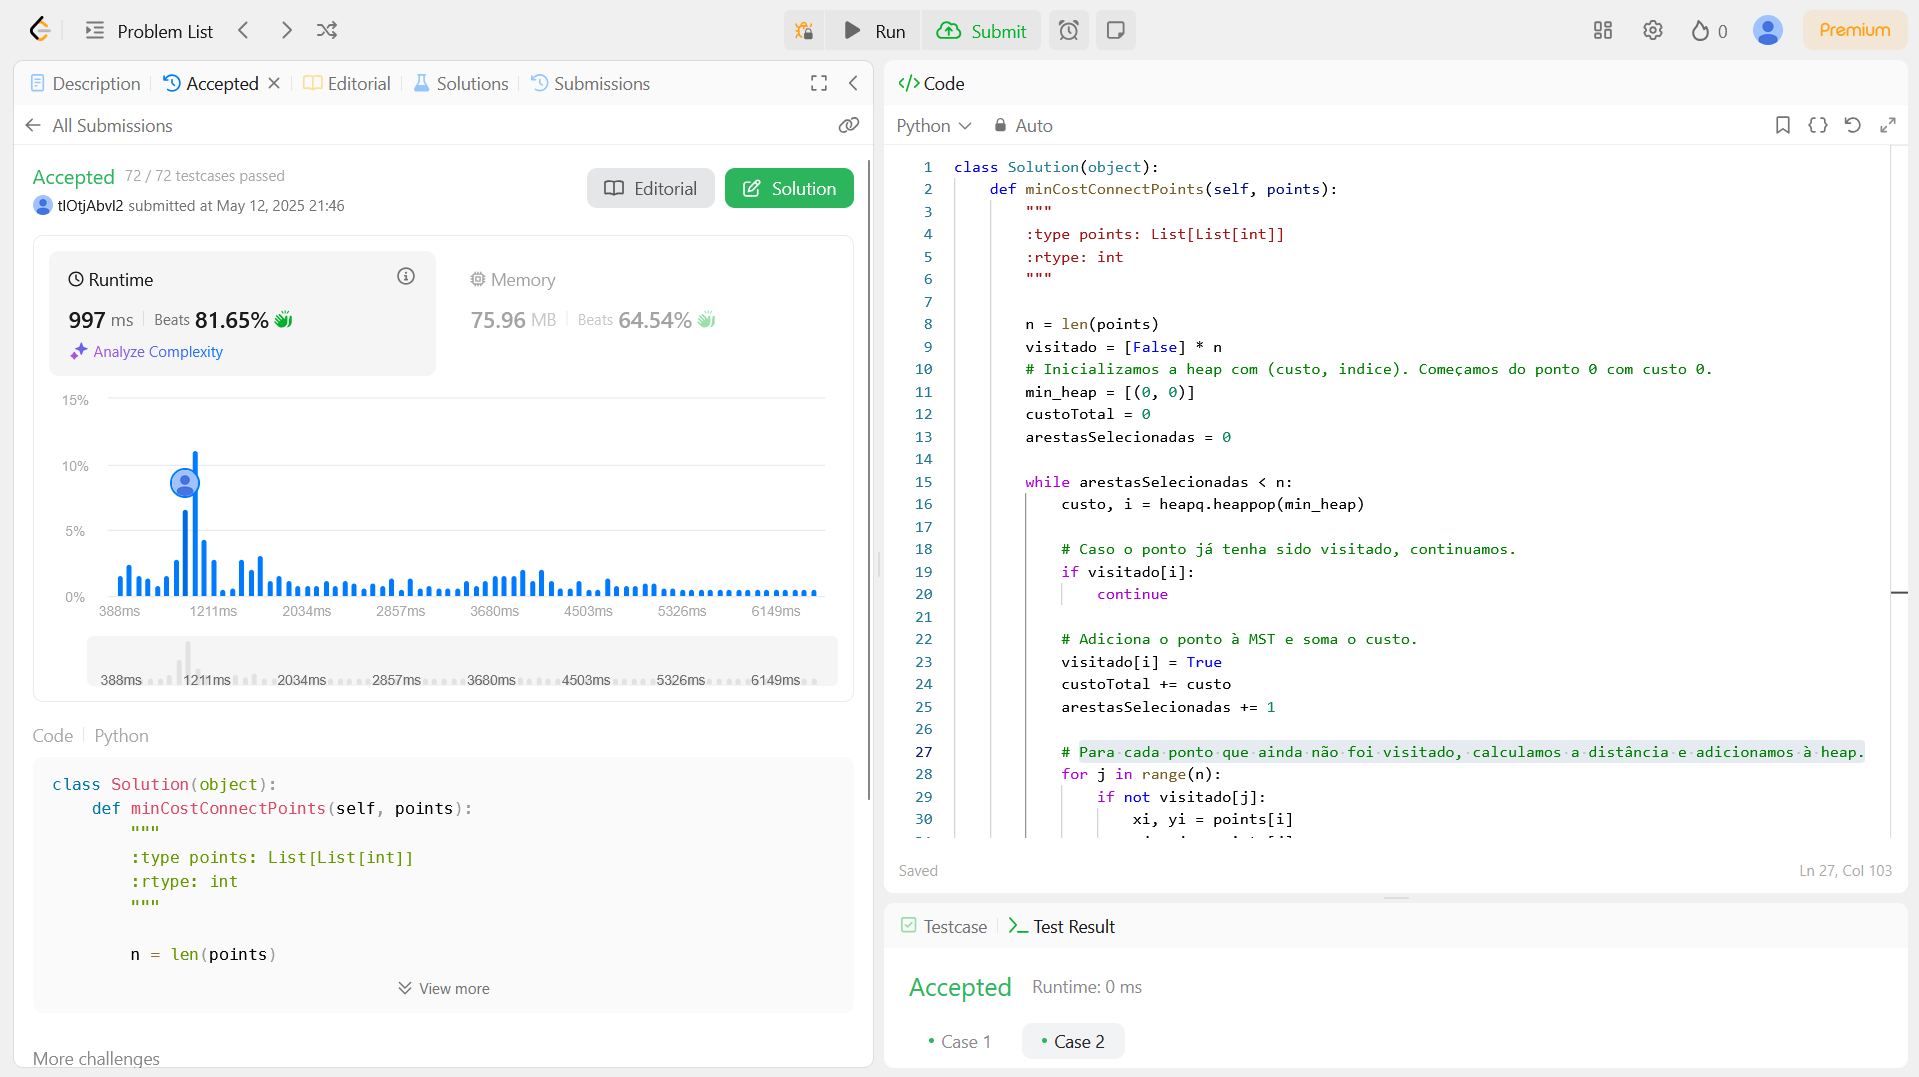 Problem List
Run
Submit
0
Premium
Description
Accepted
Editorial
Solutions
Submissions
All Submissions
Accepted 72 / 72 testcases passed
Editorial
Solution
submitted at May 12, 2025 21:46
Runtime
997 ms
Beats 81.65%
Analyze Complexity
Memory
75.96 MB
Beats 64.54%
15%
10%
5%
0%
388ms 1211ms 2034ms 2857ms 3680ms 4503ms 5326ms 6149ms
388ms 1211ms 2034ms 2857ms 3680ms 4503ms 5326ms 6149ms
Code
Python
class Solution(object):
def minCostConnectPoints(self, points):
"""
:type points: List[List[int]]
:rtype: int
"""
n = len(points)
View more
More challenges
</> Code
Python
Auto
1 class Solution(object):
2 def minCostConnectPoints(self, points):
3 """
4 :type points: List[List[int]]
5 :rtype: int
6 """
7
8 n = len(points)
9 visitado = [False] * n
10 # Inicializamos a heap com (custo, indice). Começamos do ponto 0 com custo 0.
11 min_heap = [(0, 0)]
12 custoTotal = 0
13 arestasSelecionadas = 0
14
15 while arestasSelecionadas < n:
16 custo, i = heapq.heappop(min_heap)
17
18 # Caso o ponto já tenha sido visitado, continuamos.
19 if visitado[i]:
20 continue
21
22 # Adiciona o ponto à MST e soma o custo.
23 visitado[i] = True
24 custoTotal += custo
25 arestasSelecionadas += 1
26
27 # Para cada ponto que ainda não foi visitado, calculamos a distância e adicionamos à heap.
28 for j in range(n):
29 if not visitado[j]:
30 xi, yi = points[i]
Saved
Ln 27, Col 103
Testcase
Test Result
Accepted
Runtime: 0 ms
Case 1
Case 2